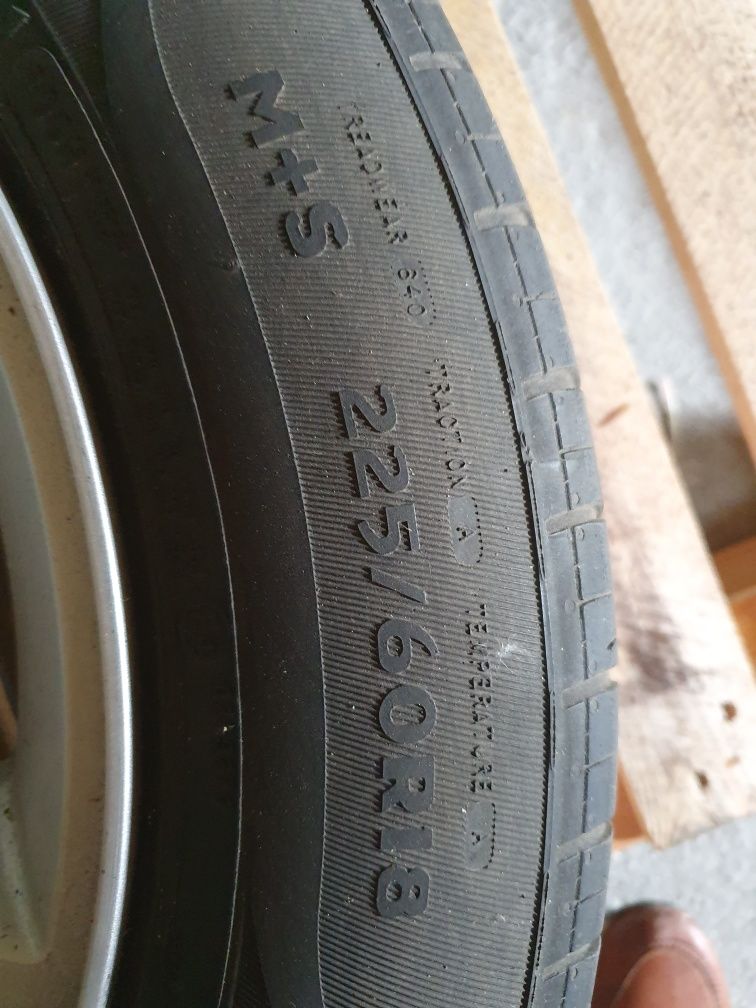 M+S
TREADWEAR 640 TRACTION A TEMPERATURE A
225/60R18